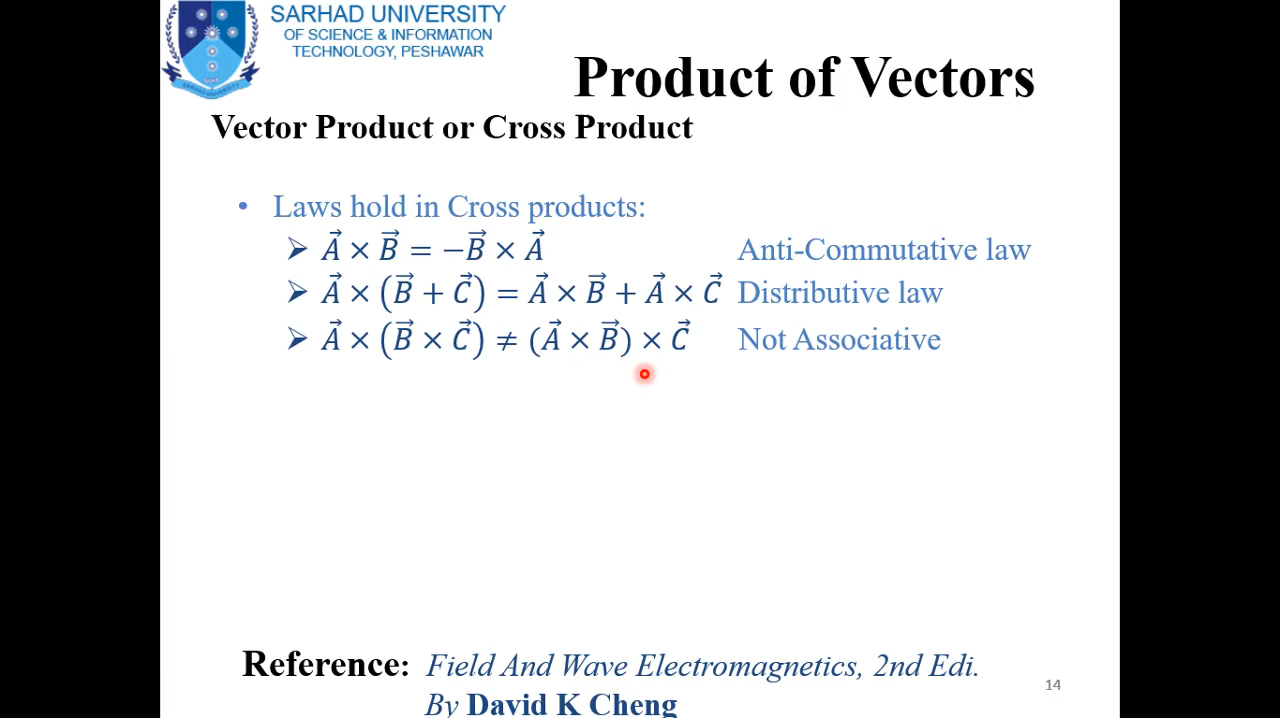 SARHAD UNIVERSITY
OF SCIENCE & INFORMATION
TECHNOLOGY, PESHAWAR
Product of Vectors
Vector Product or Cross Product
• Laws hold in Cross products:
➢ A⃗ × B⃗ = −B⃗ × A⃗ Anti-Commutative law
➢ A⃗ × (B⃗ + C⃗) = A⃗ × B⃗ + A⃗ × C⃗ Distributive law
➢ A⃗ × (B⃗ × C⃗) ≠ (A⃗ × B⃗) × C⃗ Not Associative
Reference: Field And Wave Electromagnetics, 2nd Edi.
By David K Cheng
14